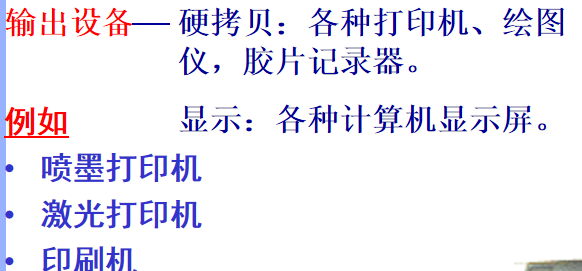 输出设备── 硬拷贝：各种打印机、绘图
仪，胶片记录器。
例如 显示：各种计算机显示屏。
• 喷墨打印机
• 激光打印机
• 印刷机